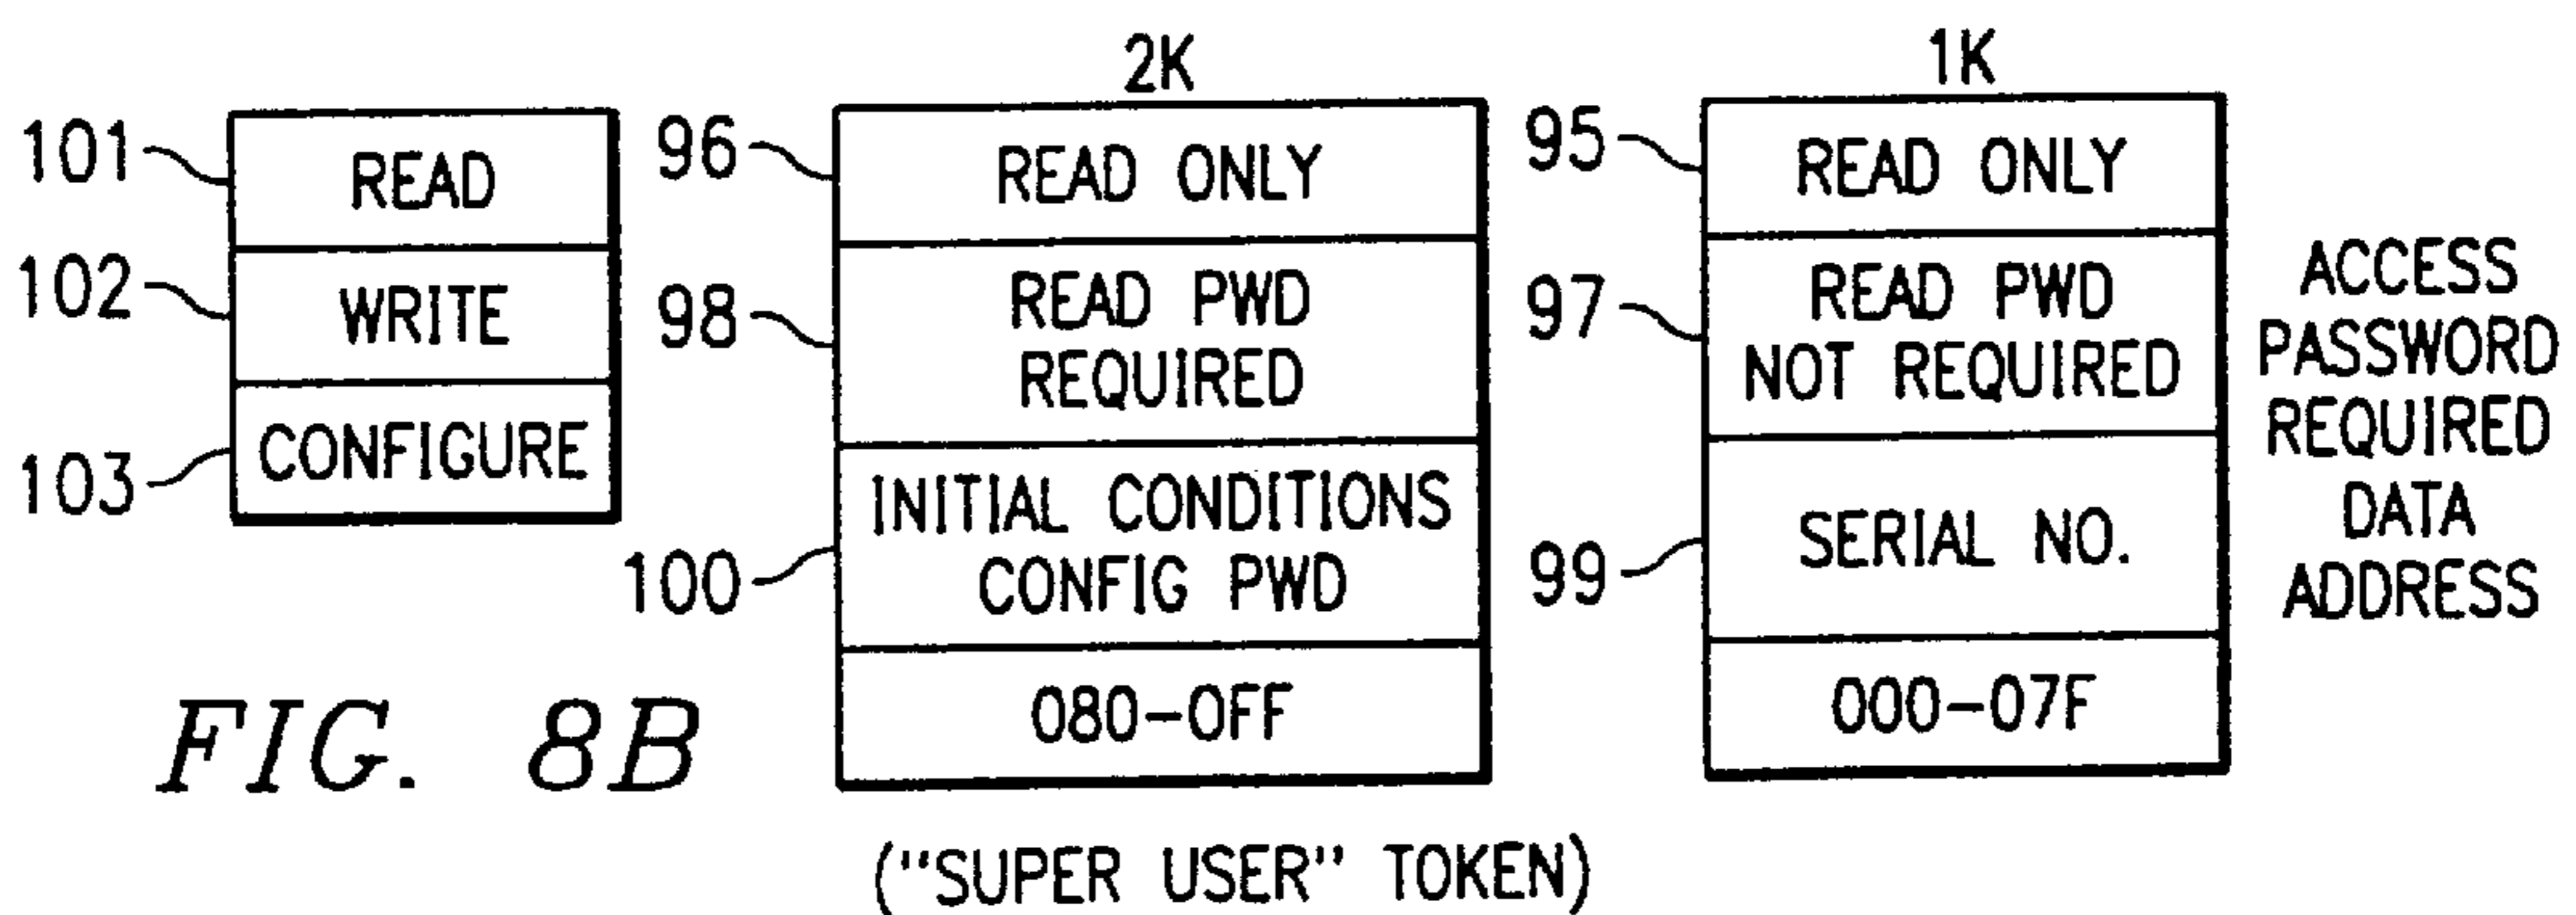 101
READ
102
WRITE
103
CONFIGURE
2K
96
READ ONLY
98
READ PWD
REQUIRED
100
INITIAL CONDITIONS
CONFIG PWD
080-0FF
1K
95
READ ONLY
97
READ PWD
NOT REQUIRED
99
SERIAL NO.
000-07F
ACCESS
PASSWORD
REQUIRED
DATA
ADDRESS
FIG. 8B
("SUPER USER" TOKEN)